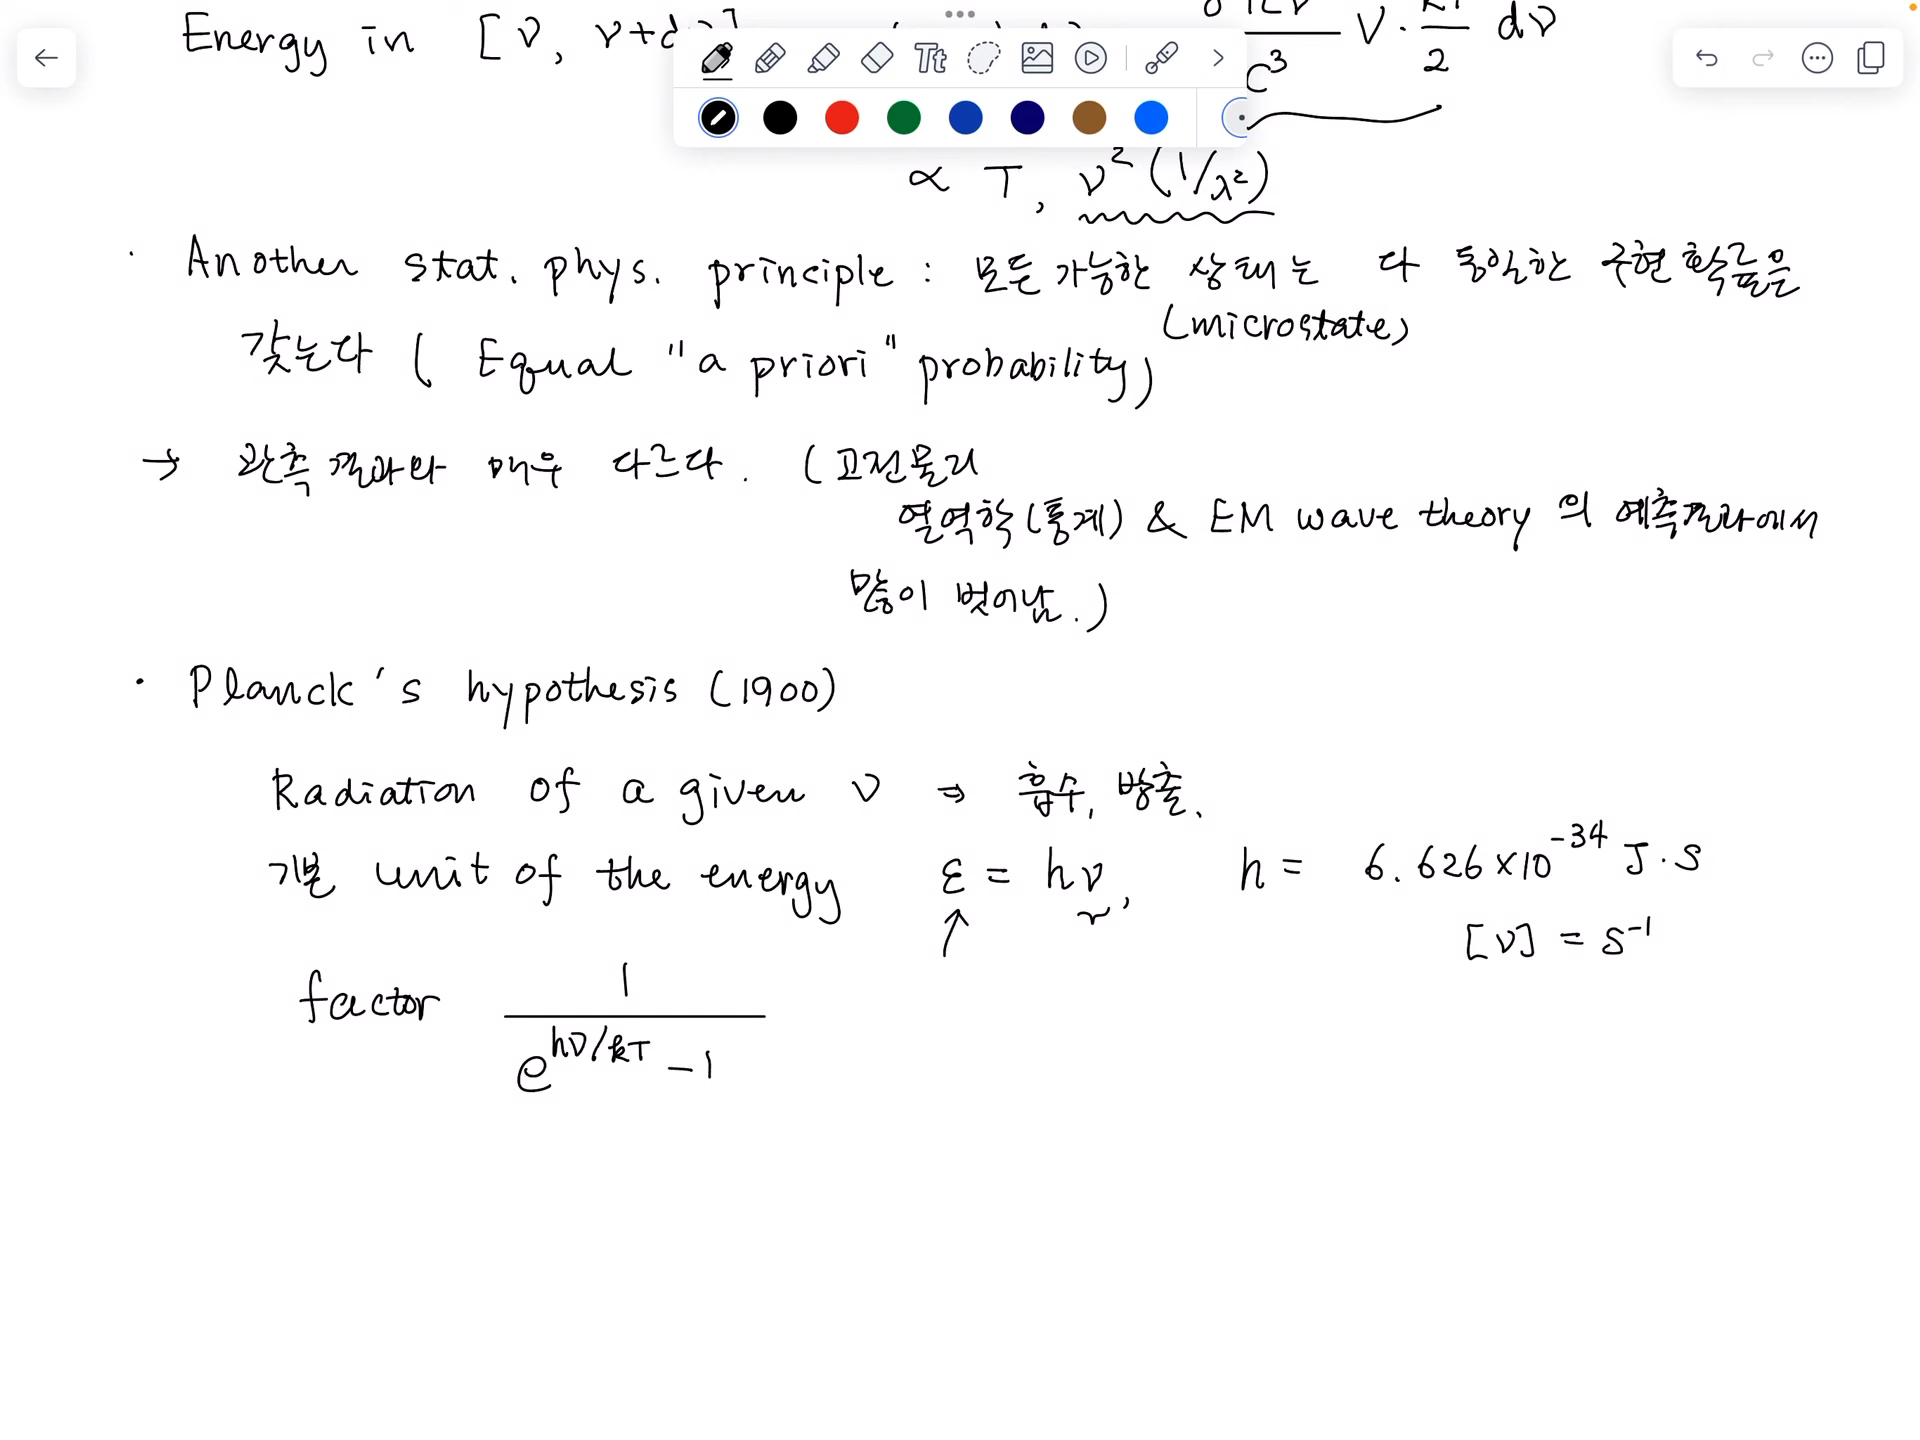 Energy in [ν, ν+d
C³ V · 2 dν
∝ T, ν² (1/λ²)
· Another stat. phys. principle : 모든 가능한 상태는 다 동일한 구현 확률을
(microstate)
갖는다 ( Equal "a priori" probability)
→ 관측 결과와 매우 다르다. (고전물리
열역학(통계) & EM wave theory 의 예측결과에서
많이 벗어남.)
· Planck's hypothesis (1900)
Radiation of a given ν → 흡수, 방출.
기본 unit of the energy ε = hν, h = 6.626×10⁻³⁴ J·s
↑ [ν] = s⁻¹
factor 1
e^{hν/kT} - 1
Tt